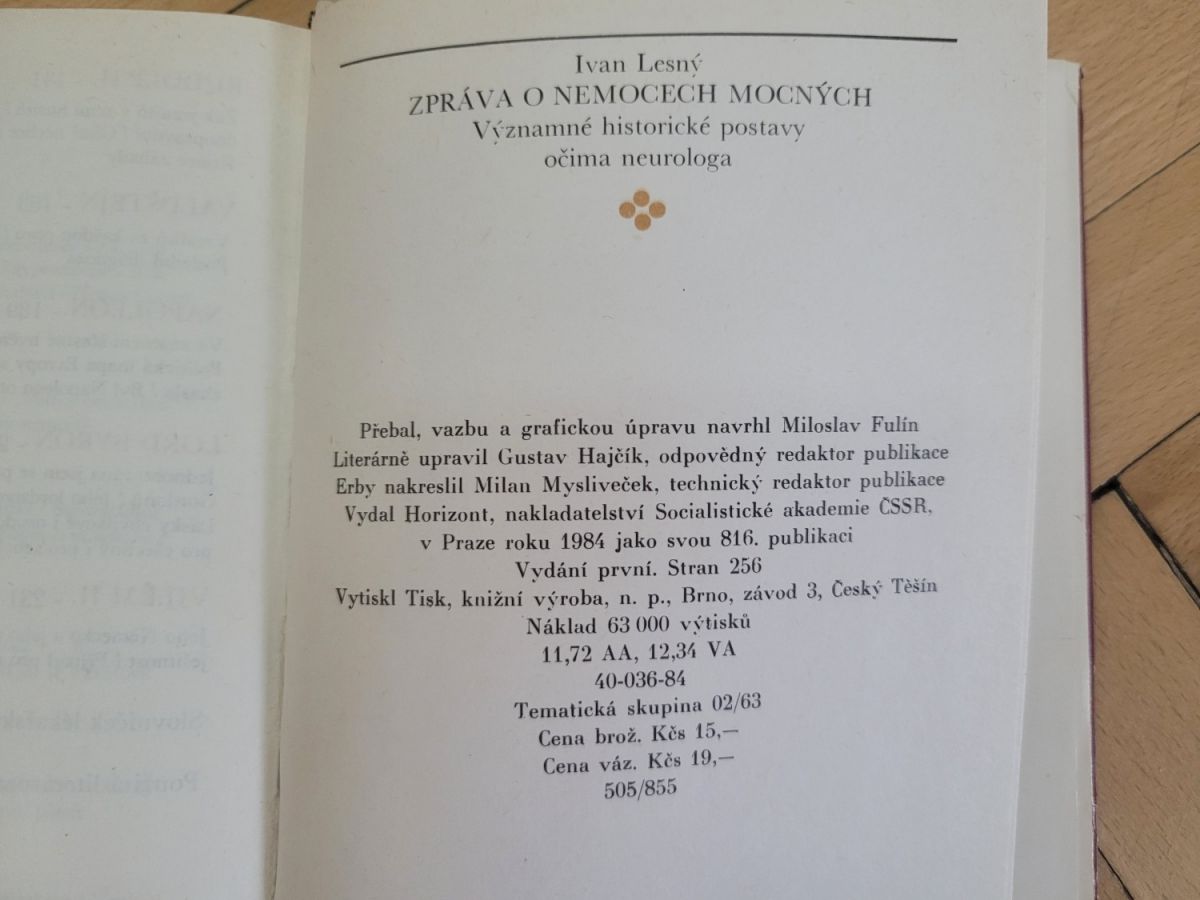 Ivan Lesný
ZPRÁVA O NEMOCECH MOCNÝCH
Významné historické postavy
očima neurologa
Přebal, vazbu a grafickou úpravu navrhl Miloslav Fulín
Literárně upravil Gustav Hajčík, odpovědný redaktor publikace
Erby nakreslil Milan Mysliveček, technický redaktor publikace
Vydal Horizont, nakladatelství Socialistické akademie ČSSR,
v Praze roku 1984 jako svou 816. publikaci
Vydání první. Stran 256
Vytiskl Tisk, knižní výroba, n. p., Brno, závod 3, Český Těšín
Náklad 63 000 výtisků
11,72 AA, 12,34 VA
40-036-84
Tematická skupina 02/63
Cena brož. Kčs 15,—
Cena váz. Kčs 19,—
505/855